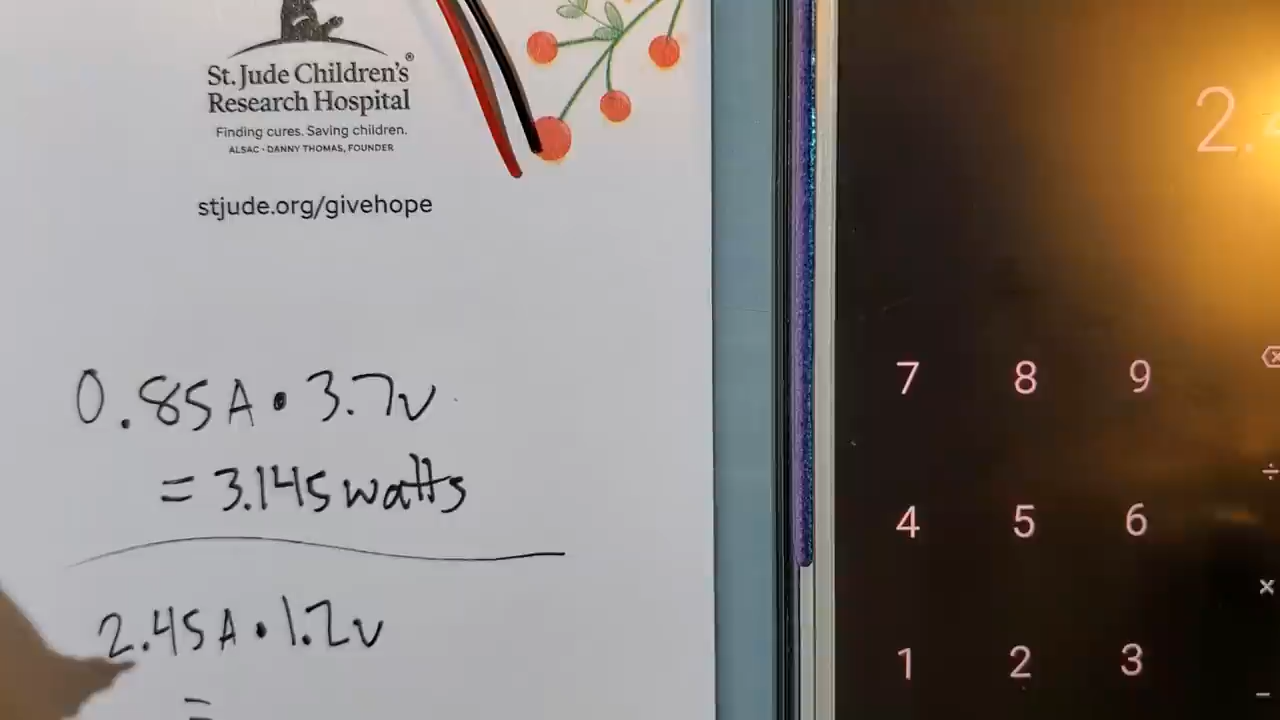 St. Jude Children's®
Research Hospital
Finding cures. Saving children.
ALSAC · DANNY THOMAS, FOUNDER
stjude.org/givehope
0.85A • 3.7v
= 3.145 watts
2.45A • 1.2v
=
2.
7 8 9
÷
4 5 6
×
1 2 3
−